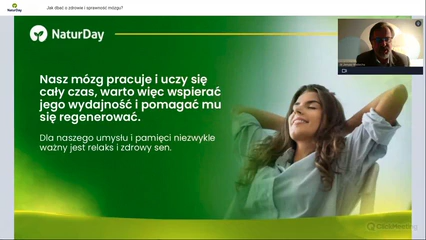 NaturDay
Jak dbać o zdrowie i sprawność mózgu?
NaturDay
Nasz mózg pracuje i uczy się
cały czas, warto więc wspierać
jego wydajność i pomagać mu
się regenerować.
Dla naszego umysłu i pamięci niezwykle
ważny jest relaks i zdrowy sen.
ClickMeeting